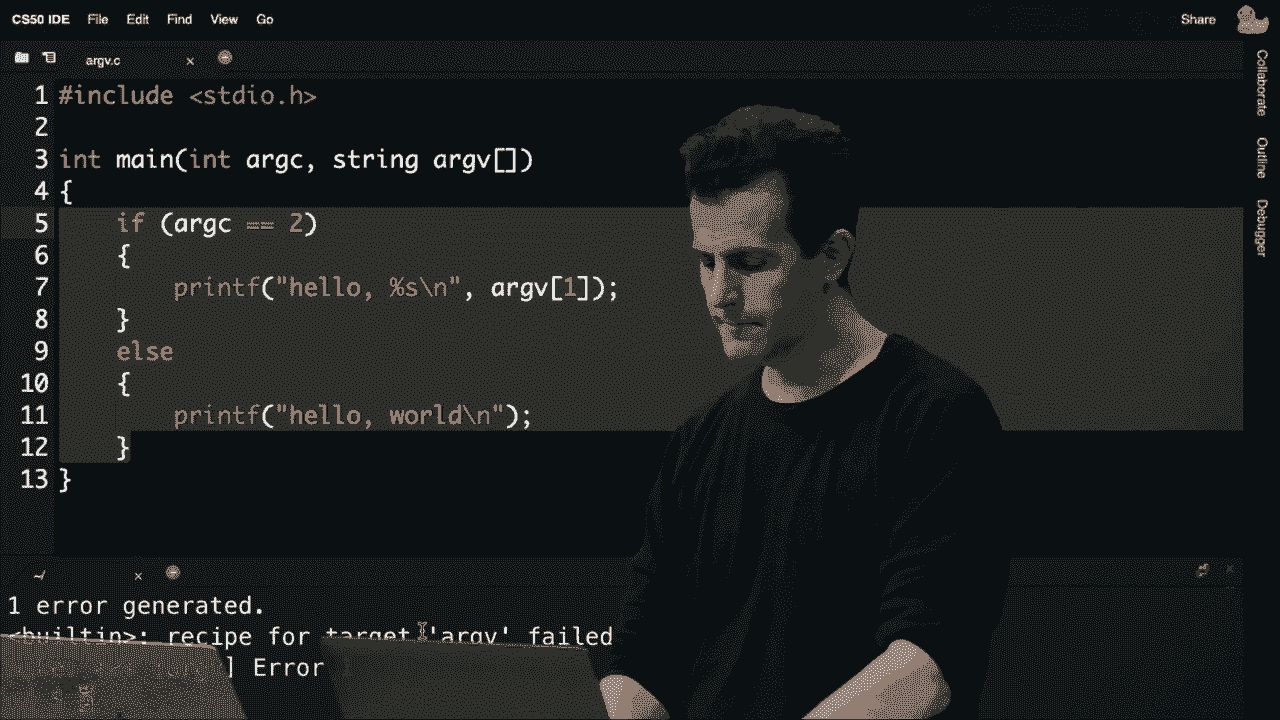 CS50 IDE File Edit Find View Go Share
argv.c x
Collaborate
Outline
Debugger
1 #include <stdio.h>
2
3 int main(int argc, string argv[])
4 {
5 if (argc == 2)
6 {
7 printf("hello, %s\n", argv[1]);
8 }
9 else
10 {
11 printf("hello, world\n");
12 }
13 }
1 error generated.
<builtin>: recipe for target 'argv' failed
] Error